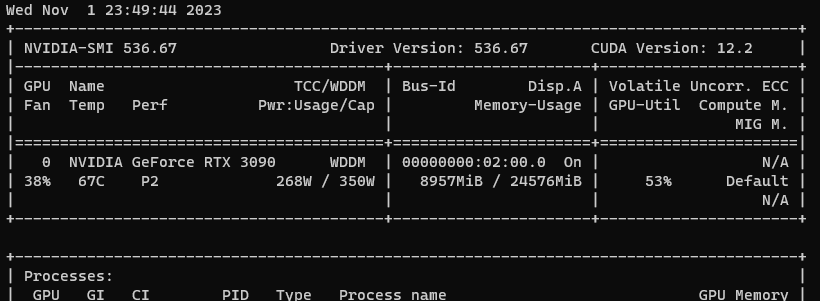 Wed Nov  1 23:49:44 2023
+---------------------------------------------------------------------------------------+
| NVIDIA-SMI 536.67                 Driver Version: 536.67       CUDA Version: 12.2     |
|-----------------------------------------+----------------------+----------------------+
| GPU  Name                     TCC/WDDM  | Bus-Id        Disp.A | Volatile Uncorr. ECC |
| Fan  Temp   Perf          Pwr:Usage/Cap |         Memory-Usage | GPU-Util  Compute M. |
|                                         |                      |               MIG M. |
|=========================================+======================+======================|
|   0  NVIDIA GeForce RTX 3090      WDDM  | 00000000:02:00.0  On |                  N/A |
| 38%   67C    P2             268W / 350W |   8957MiB / 24576MiB |     53%      Default |
|                                         |                      |                  N/A |
+-----------------------------------------+----------------------+----------------------+

+---------------------------------------------------------------------------------------+
| Processes:                                                                            |
|  GPU   GI   CI        PID   Type   Process name                            GPU Memory |